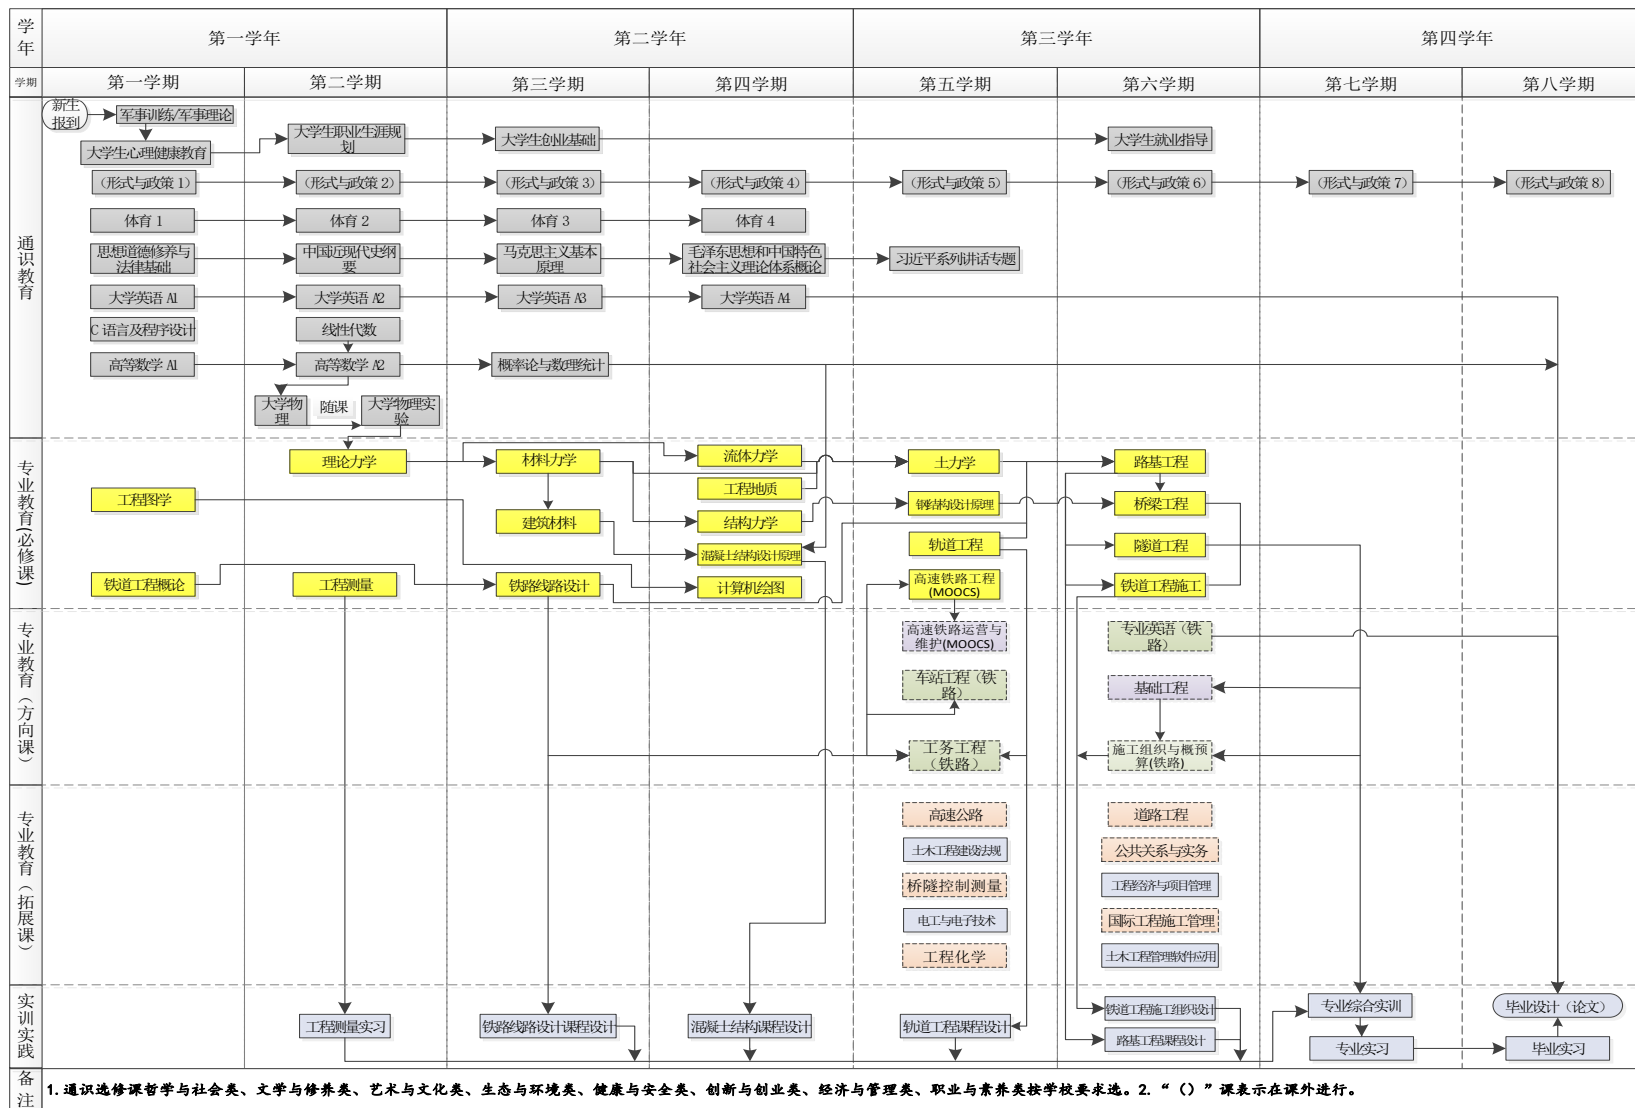 学年
第一学年
第二学年
第三学年
第四学年
学期
第一学期
第二学期
第三学期
第四学期
第五学期
第六学期
第七学期
第八学期
通识教育
新生
报到
军事训练/军事理论
大学生心理健康教育
大学生职业生涯规
划
大学生创业基础
大学生就业指导
(形式与政策 1)
(形式与政策 2)
(形式与政策 3)
(形式与政策 4)
(形式与政策 5)
(形式与政策 6)
(形式与政策 7)
(形式与政策 8)
体育 1
体育 2
体育 3
体育 4
思想道德修养与
法律基础
中国近现代史纲
要
马克思主义基本
原理
毛泽东思想和中国特色
社会主义理论体系概论
习近平系列讲话专题
大学英语 A1
大学英语 A2
大学英语 A3
大学英语 A4
C 语言及程序设计
线性代数
高等数学 A1
高等数学 A2
概率论与数理统计
大学物
理
随课
大学物理实
验
专业教育(必修课)
理论力学
材料力学
流体力学
土力学
路基工程
工程地质
工程图学
建筑材料
结构力学
钢结构设计原理
桥梁工程
混凝土结构设计原理
轨道工程
隧道工程
铁道工程概论
工程测量
铁路线路设计
计算机绘图
高速铁路工程
(MOOCS)
铁道工程施工
专业教育(方向课)
高速铁路运营与
维护(MOOCS)
专业英语(铁
路)
车站工程(铁
路)
基础工程
工务工程
(铁路)
施工组织与概预
算(铁路)
专业教育(拓展课)
高速公路
道路工程
土木工程建设法规
公共关系与实务
桥隧控制测量
工程经济与项目管理
电工与电子技术
国际工程施工管理
工程化学
土木工程管理软件应用
实训实践
工程测量实习
铁路线路设计课程设计
混凝土结构课程设计
轨道工程课程设计
铁道工程施工组织设计
路基工程课程设计
专业综合实训
毕业设计(论文)
专业实习
毕业实习
备注
1. 通识选修课哲学与社会类、文学与修养类、艺术与文化类、生态与环境类、健康与安全类、创新与创业类、经济与管理类、职业与素养类按学校要求选。2. “()”课表示在课外进行。